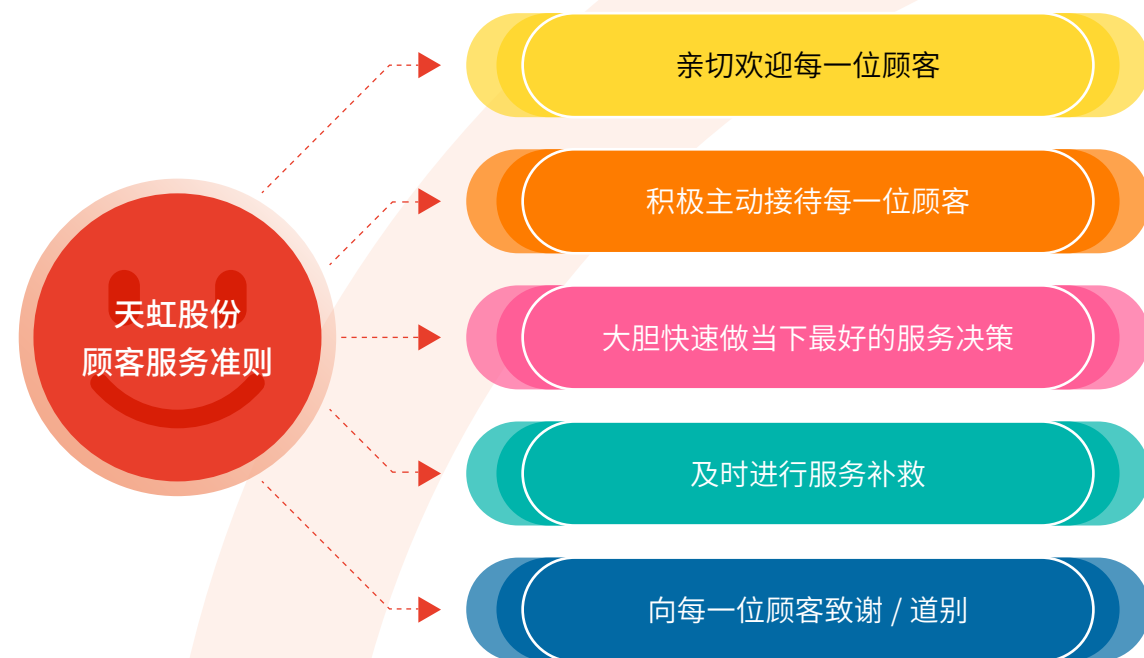 天虹股份
顾客服务准则
亲切欢迎每一位顾客
积极主动接待每一位顾客
大胆快速做当下最好的服务决策
及时进行服务补救
向每一位顾客致谢 / 道别